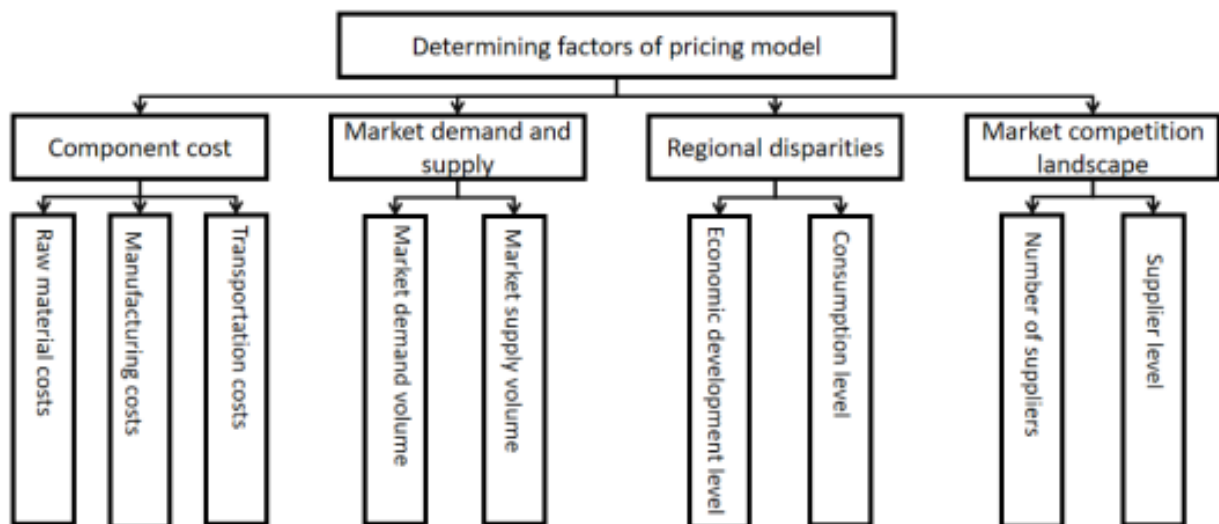 Determining factors of pricing model
Component cost
Market demand and
supply
Regional disparities
Market competition
landscape
Raw material costs
Manufacturing costs
Transportation costs
Market demand volume
Market supply volume
Economic development level
Consumption level
Number of suppliers
Supplier level